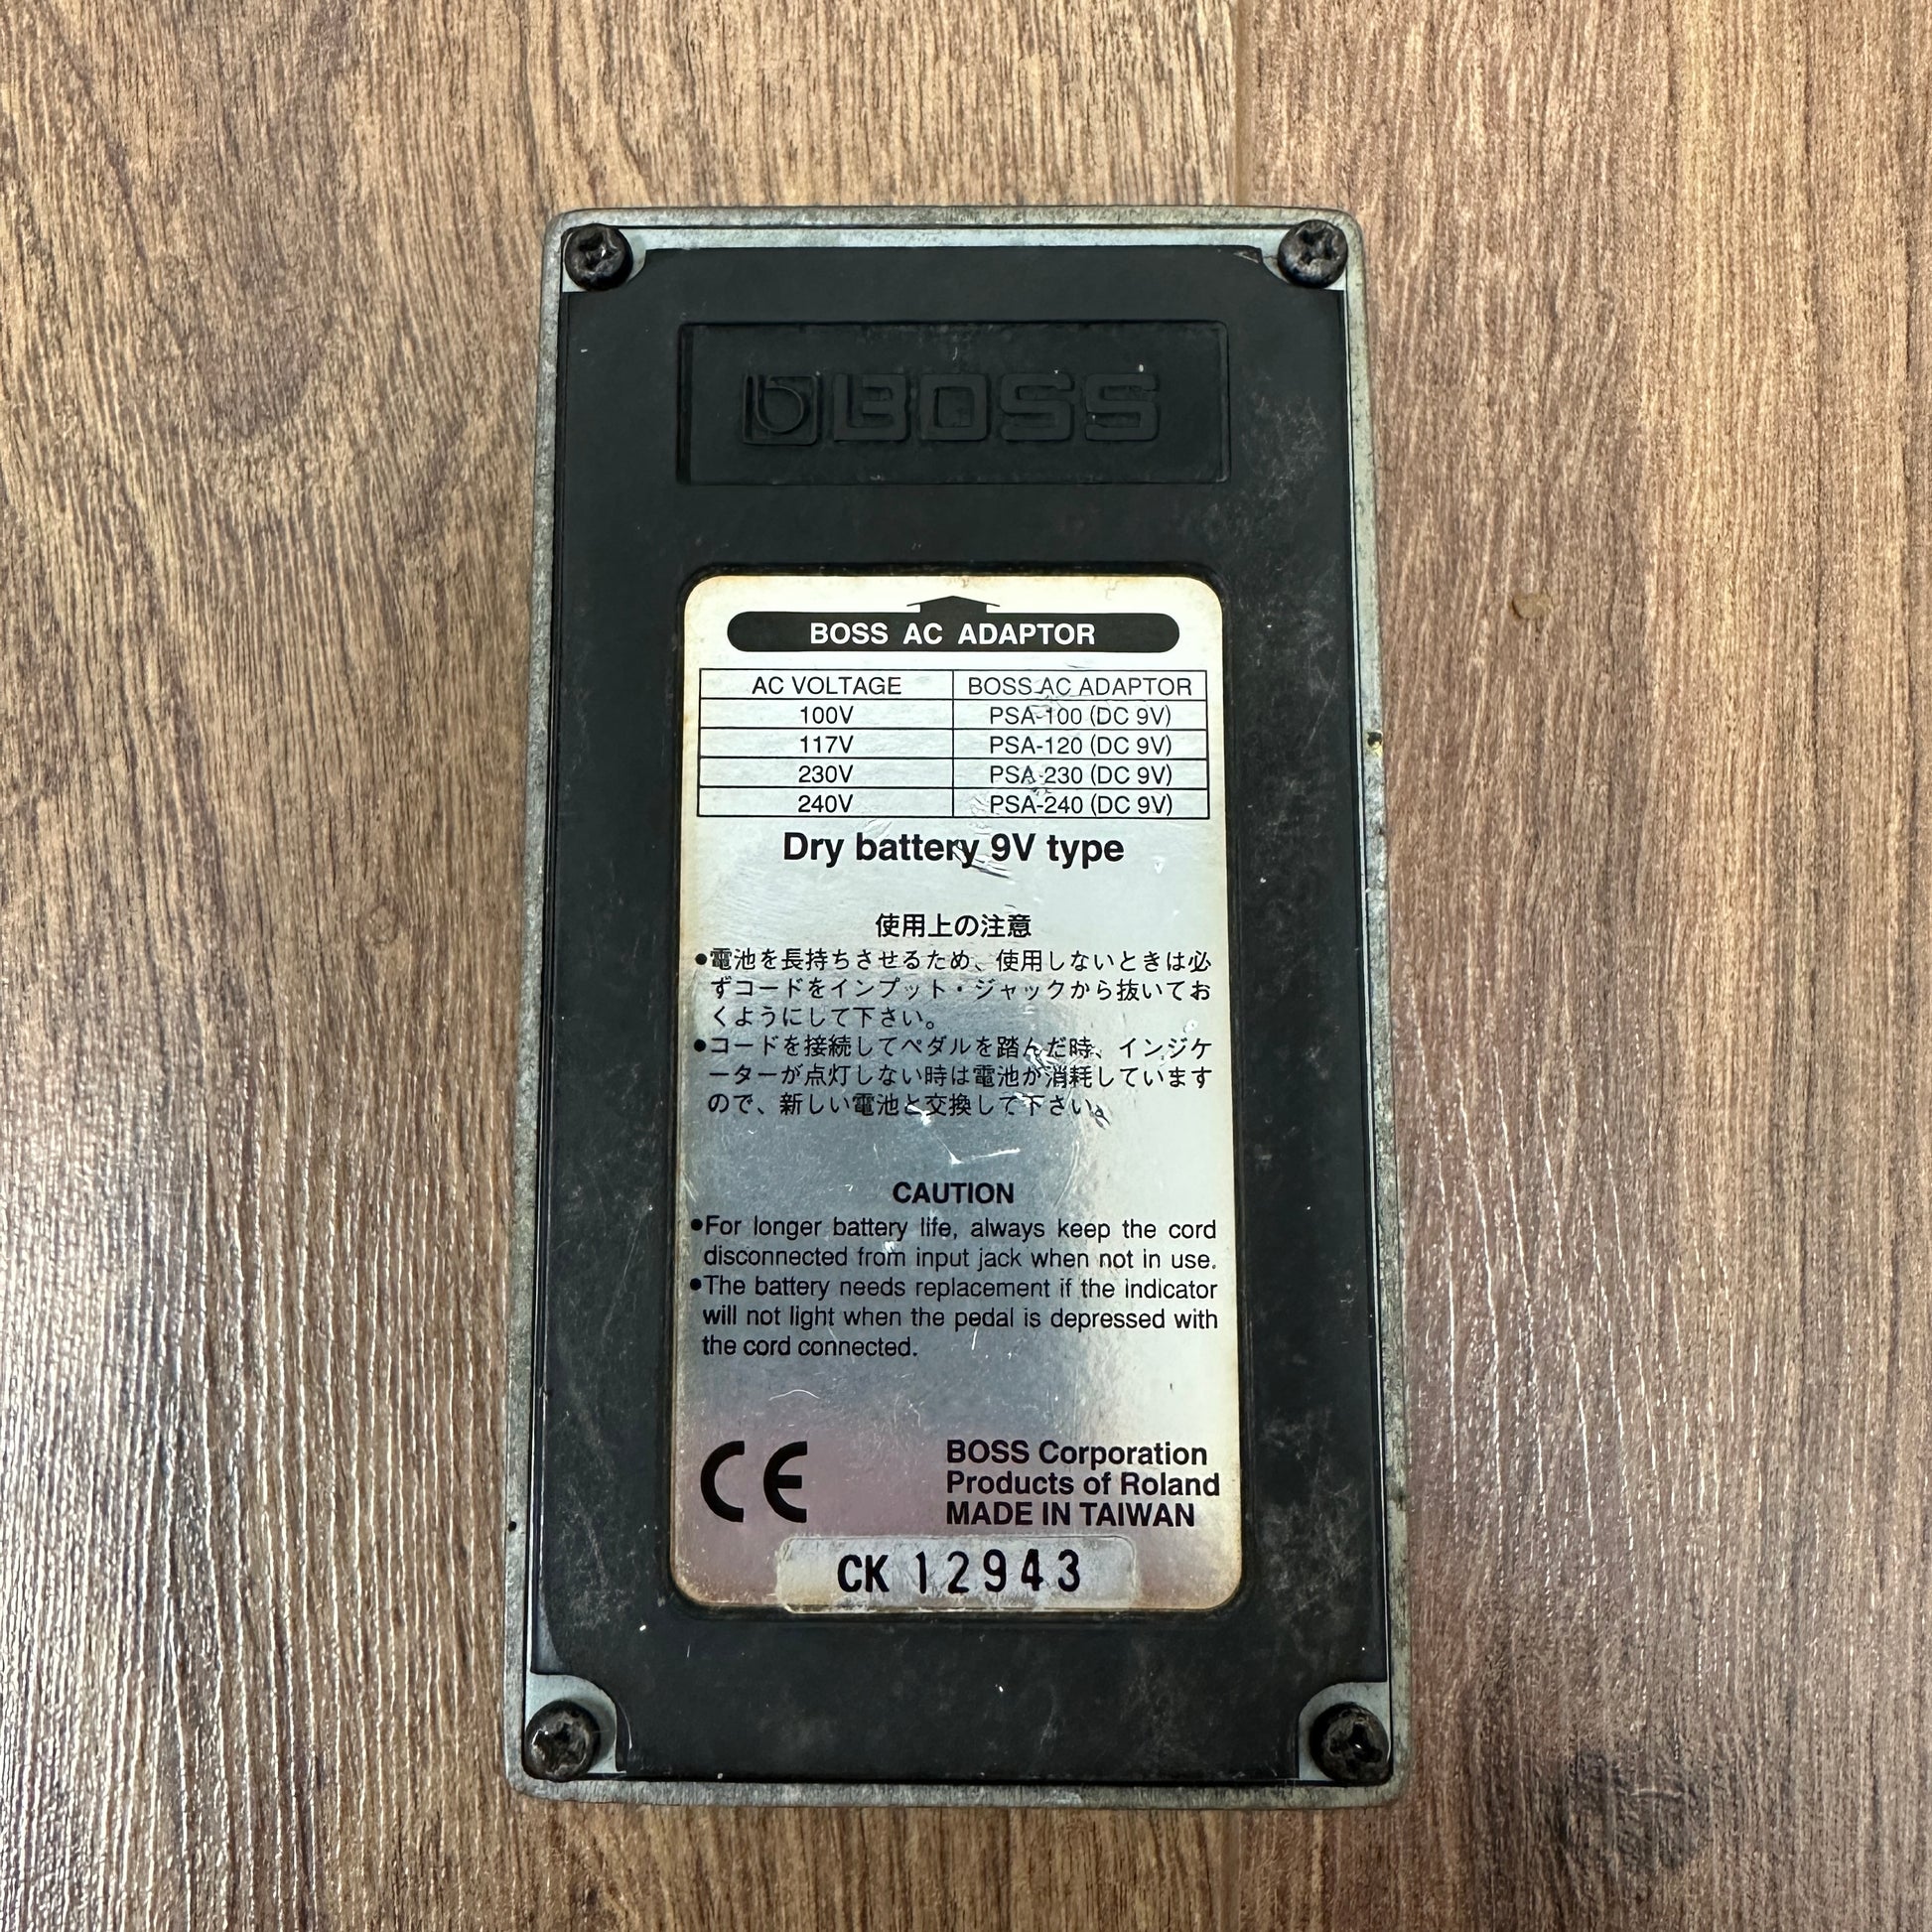 BOSS
BOSS AC ADAPTOR
AC VOLTAGE BOSS AC ADAPTOR
100V PSA-100 (DC 9V)
117V PSA-120 (DC 9V)
230V PSA-230 (DC 9V)
240V PSA-240 (DC 9V)
Dry battery 9V type
使用上の注意
●電池を長持ちさせるため、使用しないときは必
ずコードをインプット・ジャックから抜いてお
くようにして下さい。
●コードを接続してペダルを踏んだ時、インジケ
ーターが点灯しない時は電池が消耗しています
ので、新しい電池と交換して下さい。
CAUTION
●For longer battery life, always keep the cord
disconnected from input jack when not in use.
●The battery needs replacement if the indicator
will not light when the pedal is depressed with
the cord connected.
CE
BOSS Corporation
Products of Roland
MADE IN TAIWAN
CK 12943